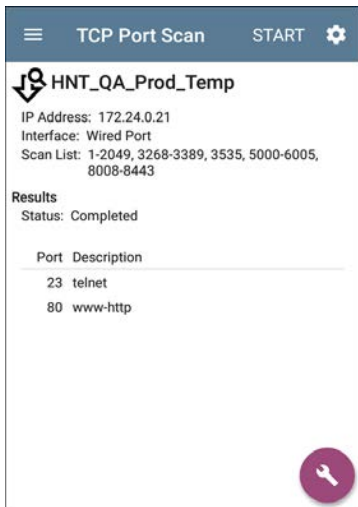 TCP Port Scan START
HNT_QA_Prod_Temp
IP Address: 172.24.0.21
Interface: Wired Port
Scan List: 1-2049, 3268-3389, 3535, 5000-6005,
8008-8443
Results
Status: Completed
Port Description
23 telnet
80 www-http